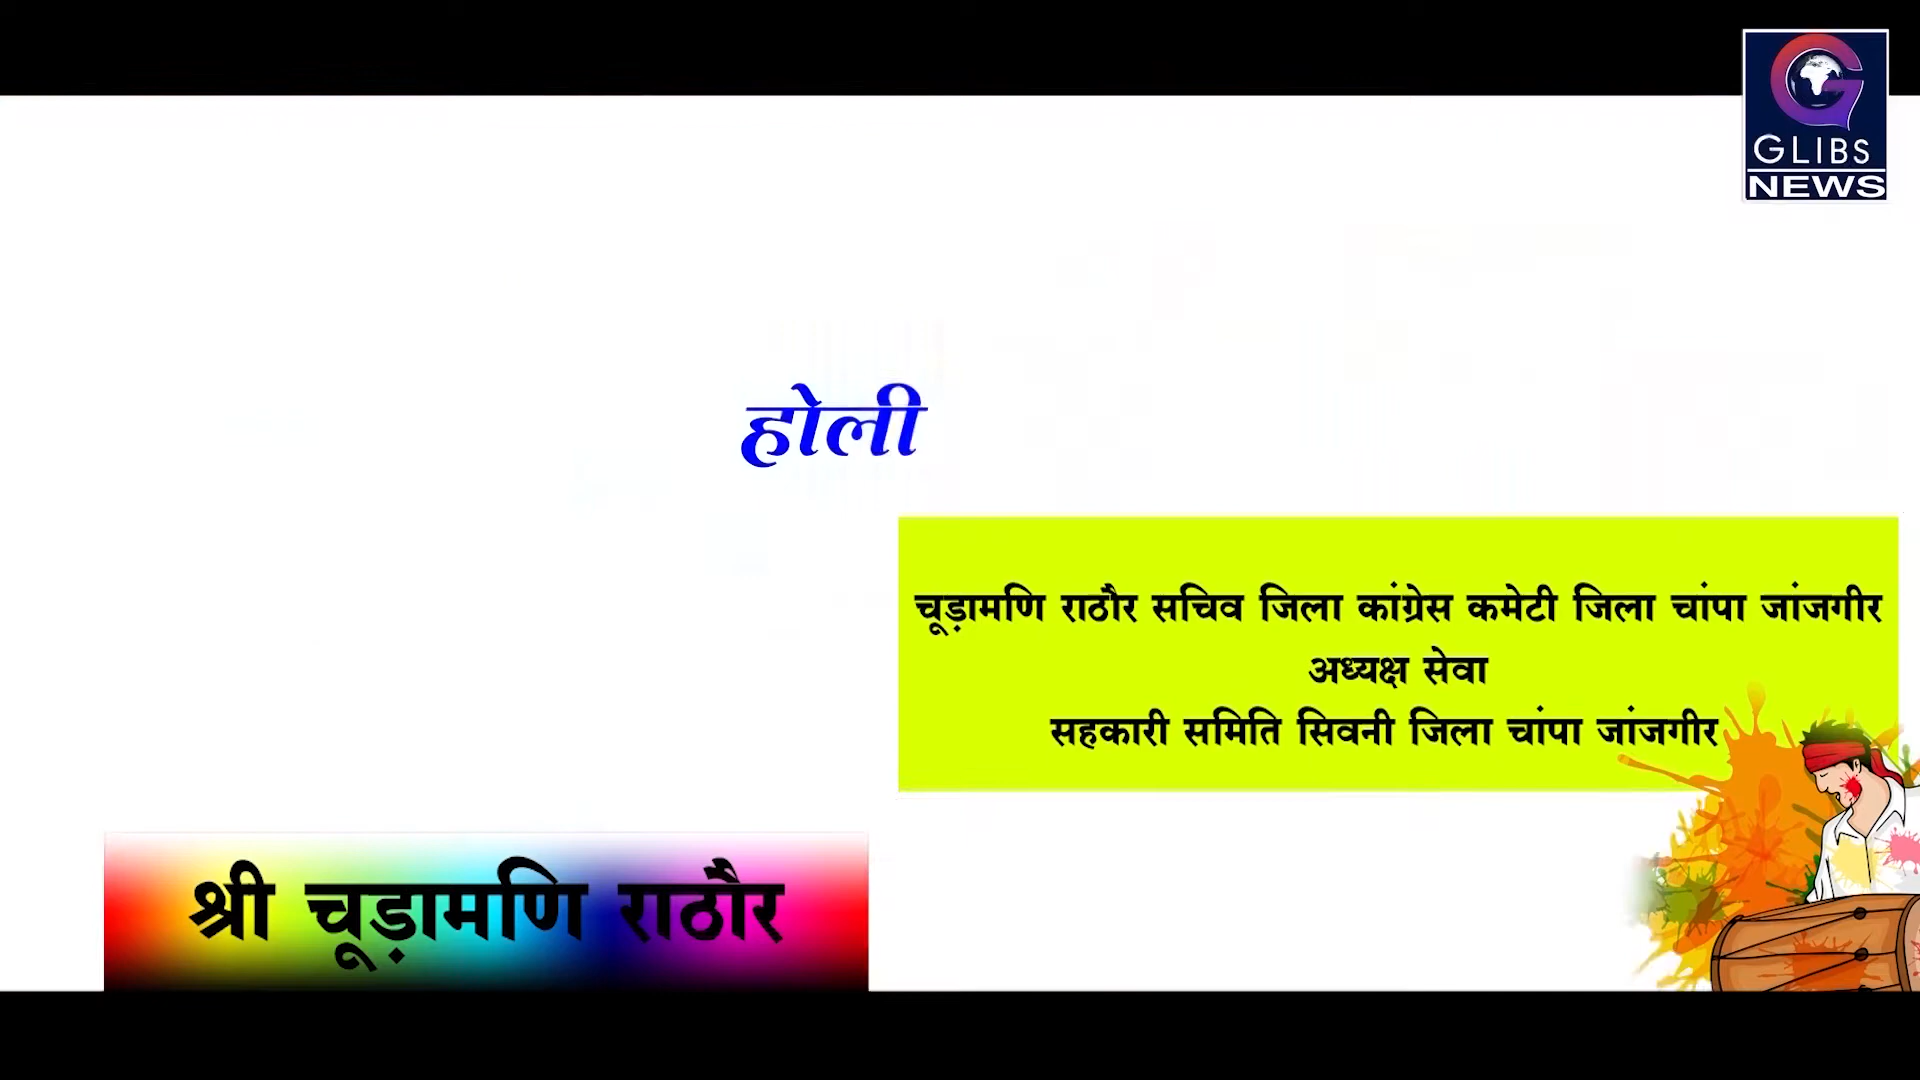 GLIBS
NEWS
होली
चूड़ामणि राठौर सचिव जिला कांग्रेस कमेटी जिला चांपा जांजगीर
अध्यक्ष सेवा
सहकारी समिति सिवनी जिला चांपा जांजगीर
श्री चूड़ामणि राठौर